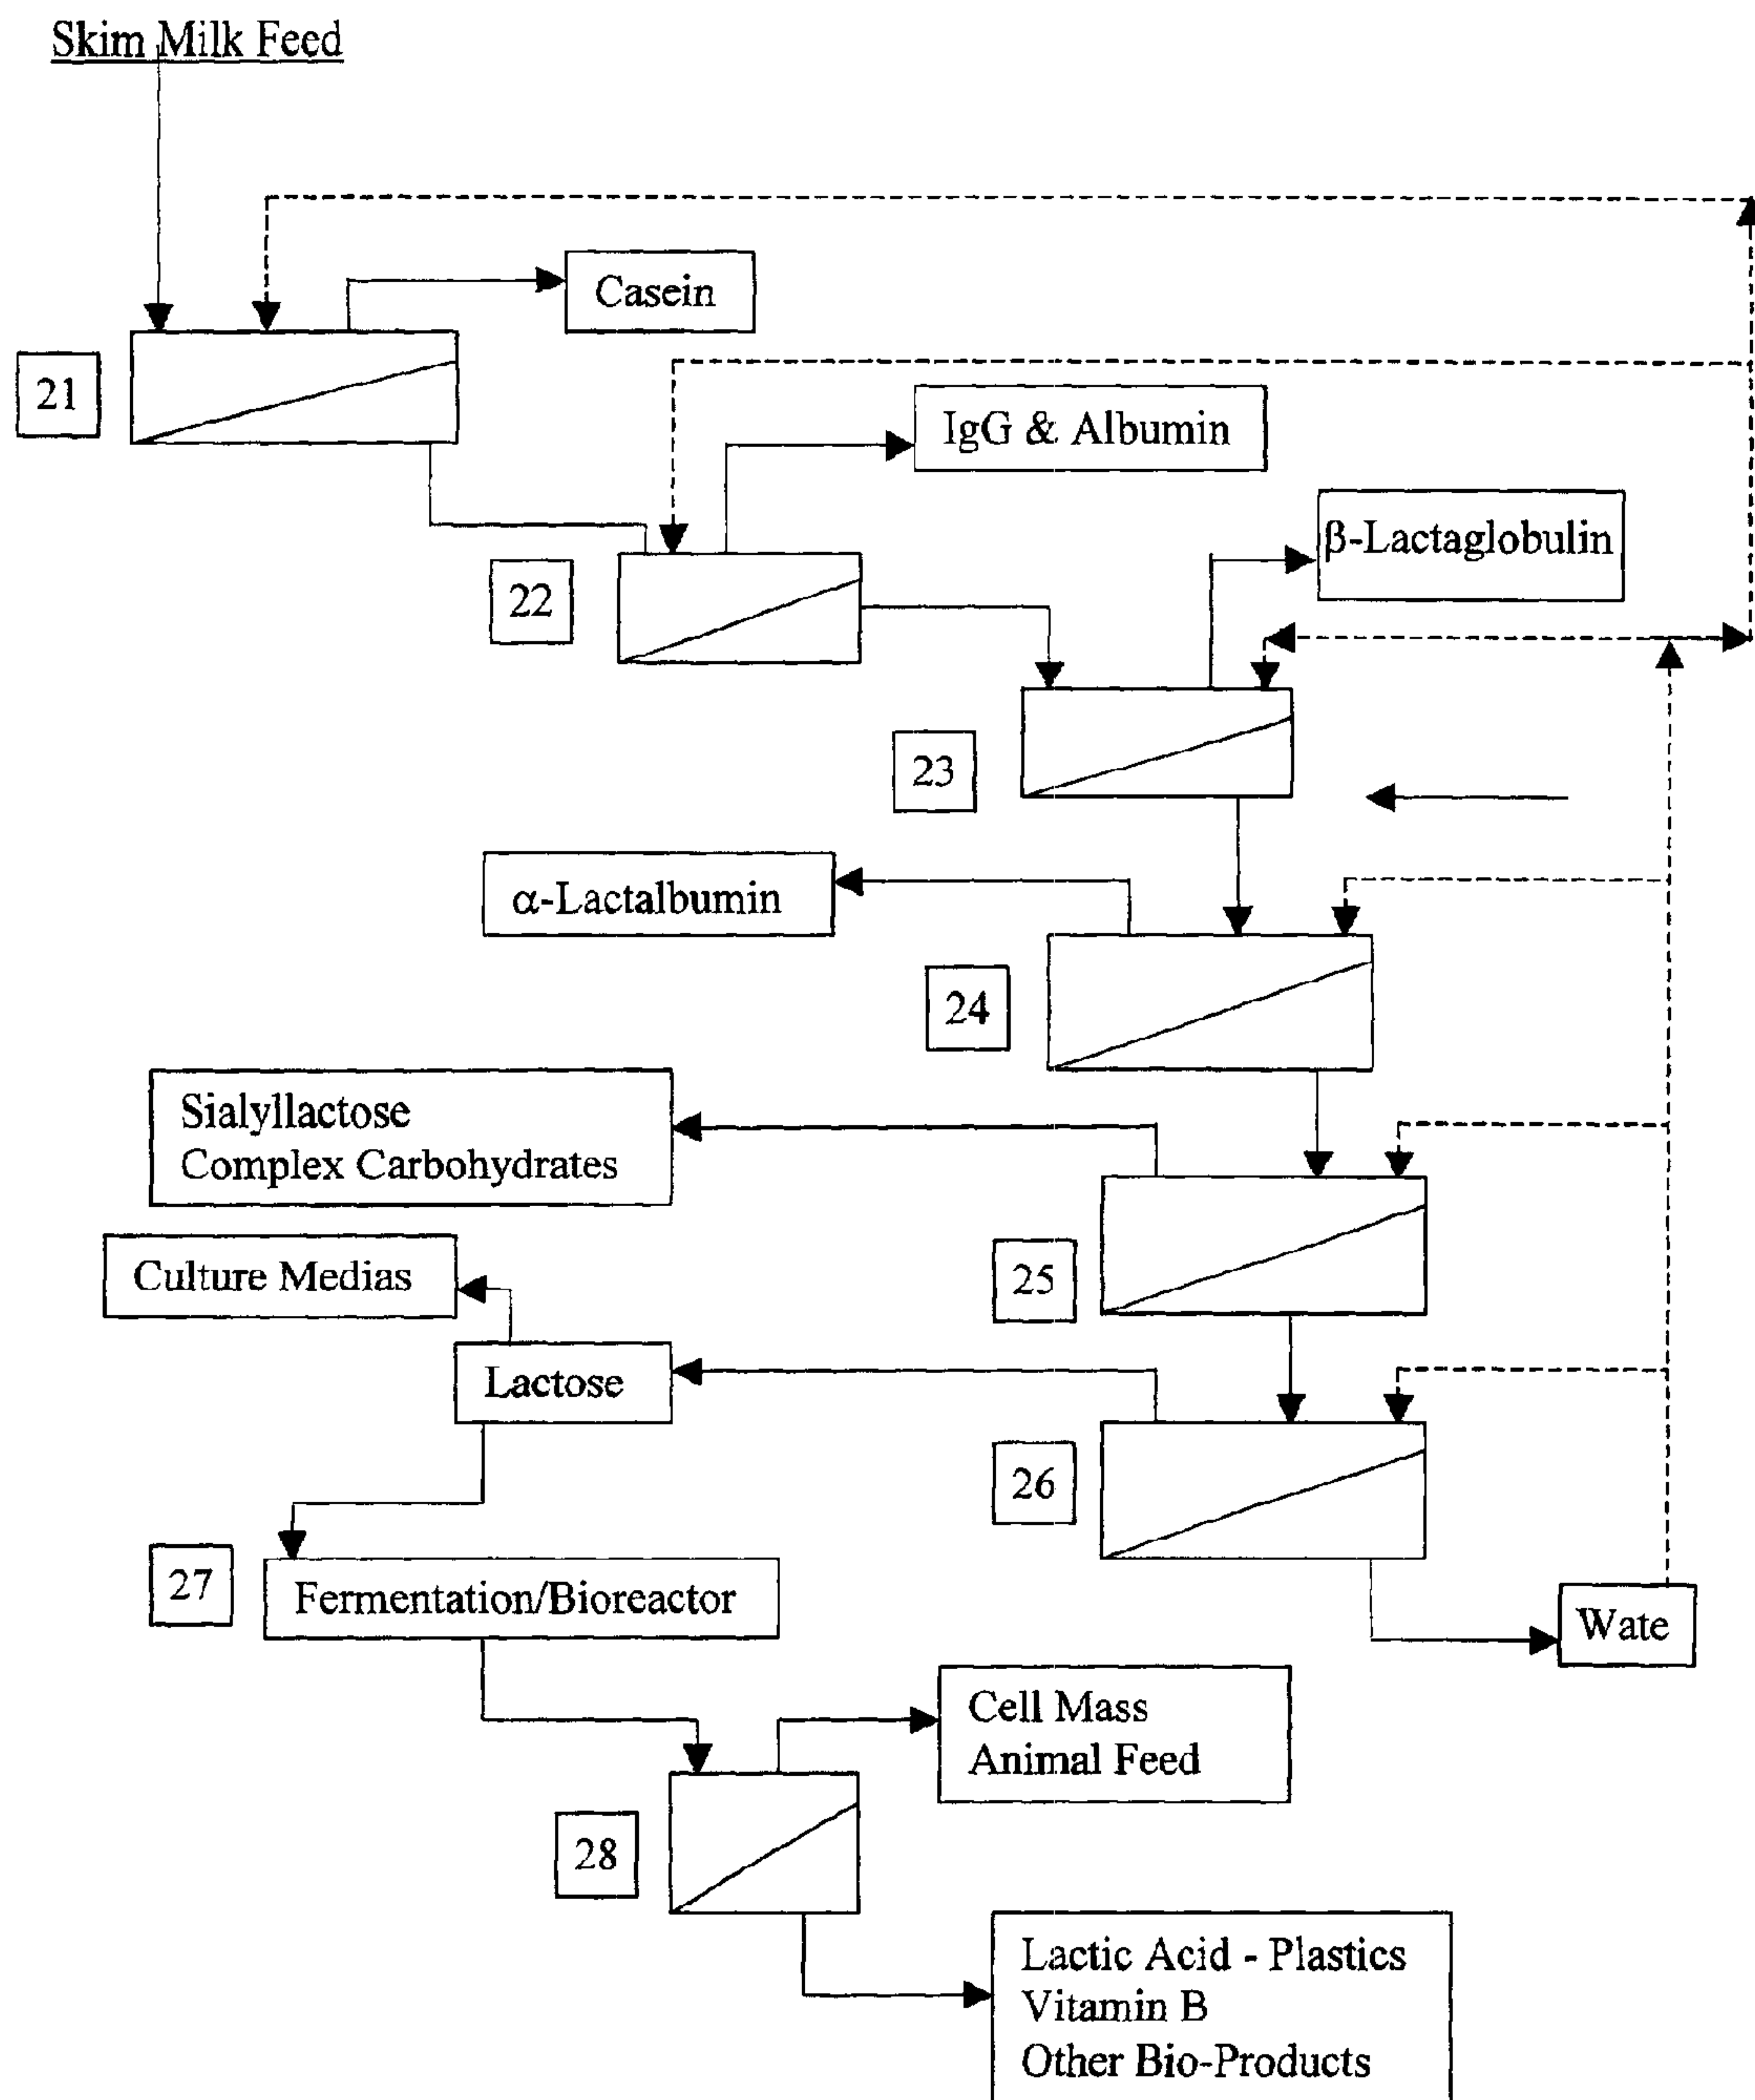 Skim Milk Feed
Casein
21
IgG & Albumin
β-Lactaglobulin
22
23
α-Lactalbumin
24
Sialyllactose
Complex Carbohydrates
Culture Medias
25
Lactose
26
27
Fermentation/Bioreactor
Wate
Cell Mass
Animal Feed
28
Lactic Acid - Plastics
Vitamin B
Other Bio-Products